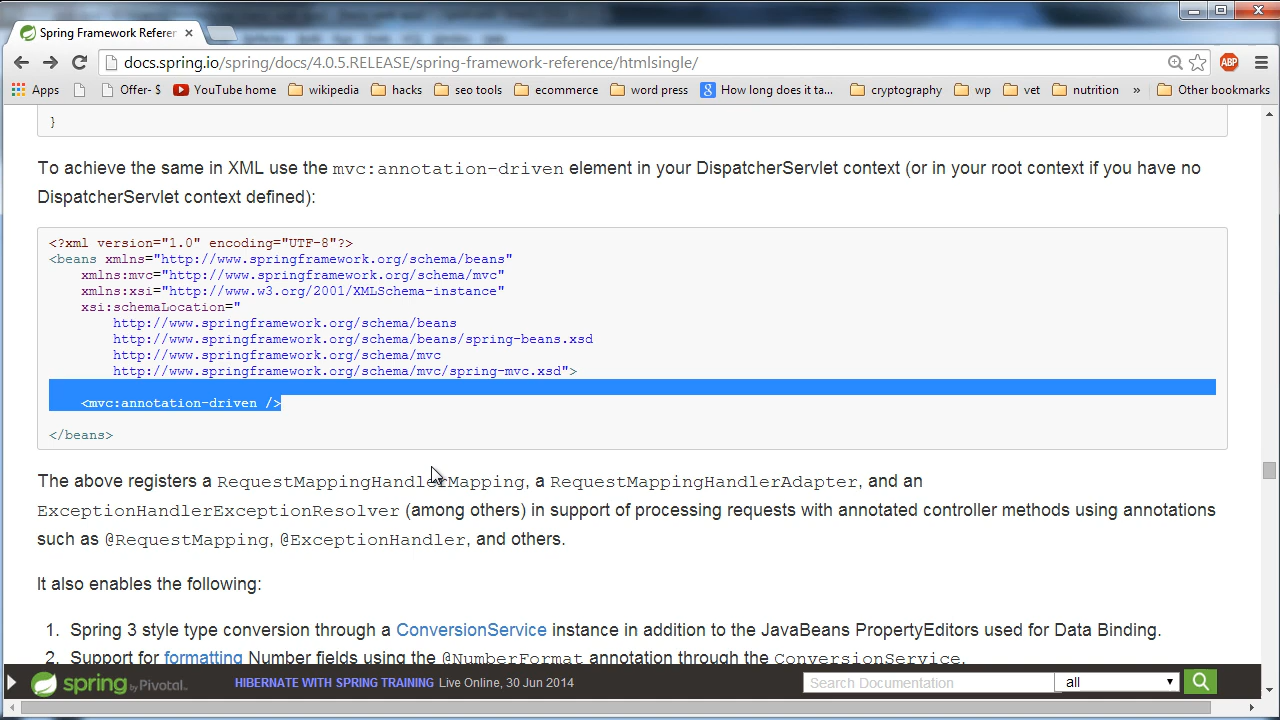 Spring Framework Referen
docs.spring.io/spring/docs/4.0.5.RELEASE/spring-framework-reference/htmlsingle/
ABP
Apps Offer- $ YouTube home wikipedia hacks seo tools ecommerce word press How long does it ta... cryptography wp vet nutrition » Other bookmarks
}
To achieve the same in XML use the mvc:annotation-driven element in your DispatcherServlet context (or in your root context if you have no
DispatcherServlet context defined):
<?xml version="1.0" encoding="UTF-8"?>
<beans xmlns="http://www.springframework.org/schema/beans"
xmlns:mvc="http://www.springframework.org/schema/mvc"
xmlns:xsi="http://www.w3.org/2001/XMLSchema-instance"
xsi:schemaLocation="
http://www.springframework.org/schema/beans
http://www.springframework.org/schema/beans/spring-beans.xsd
http://www.springframework.org/schema/mvc
http://www.springframework.org/schema/mvc/spring-mvc.xsd">
<mvc:annotation-driven />
</beans>
The above registers a RequestMappingHandlerMapping, a RequestMappingHandlerAdapter, and an
ExceptionHandlerExceptionResolver (among others) in support of processing requests with annotated controller methods using annotations
such as @RequestMapping, @ExceptionHandler, and others.
It also enables the following:
1. Spring 3 style type conversion through a ConversionService instance in addition to the JavaBeans PropertyEditors used for Data Binding.
2. Support for formatting Number fields using the @NumberFormat annotation through the ConversionService.
spring by Pivotal. HIBERNATE WITH SPRING TRAINING Live Online, 30 Jun 2014 Search Documentation all